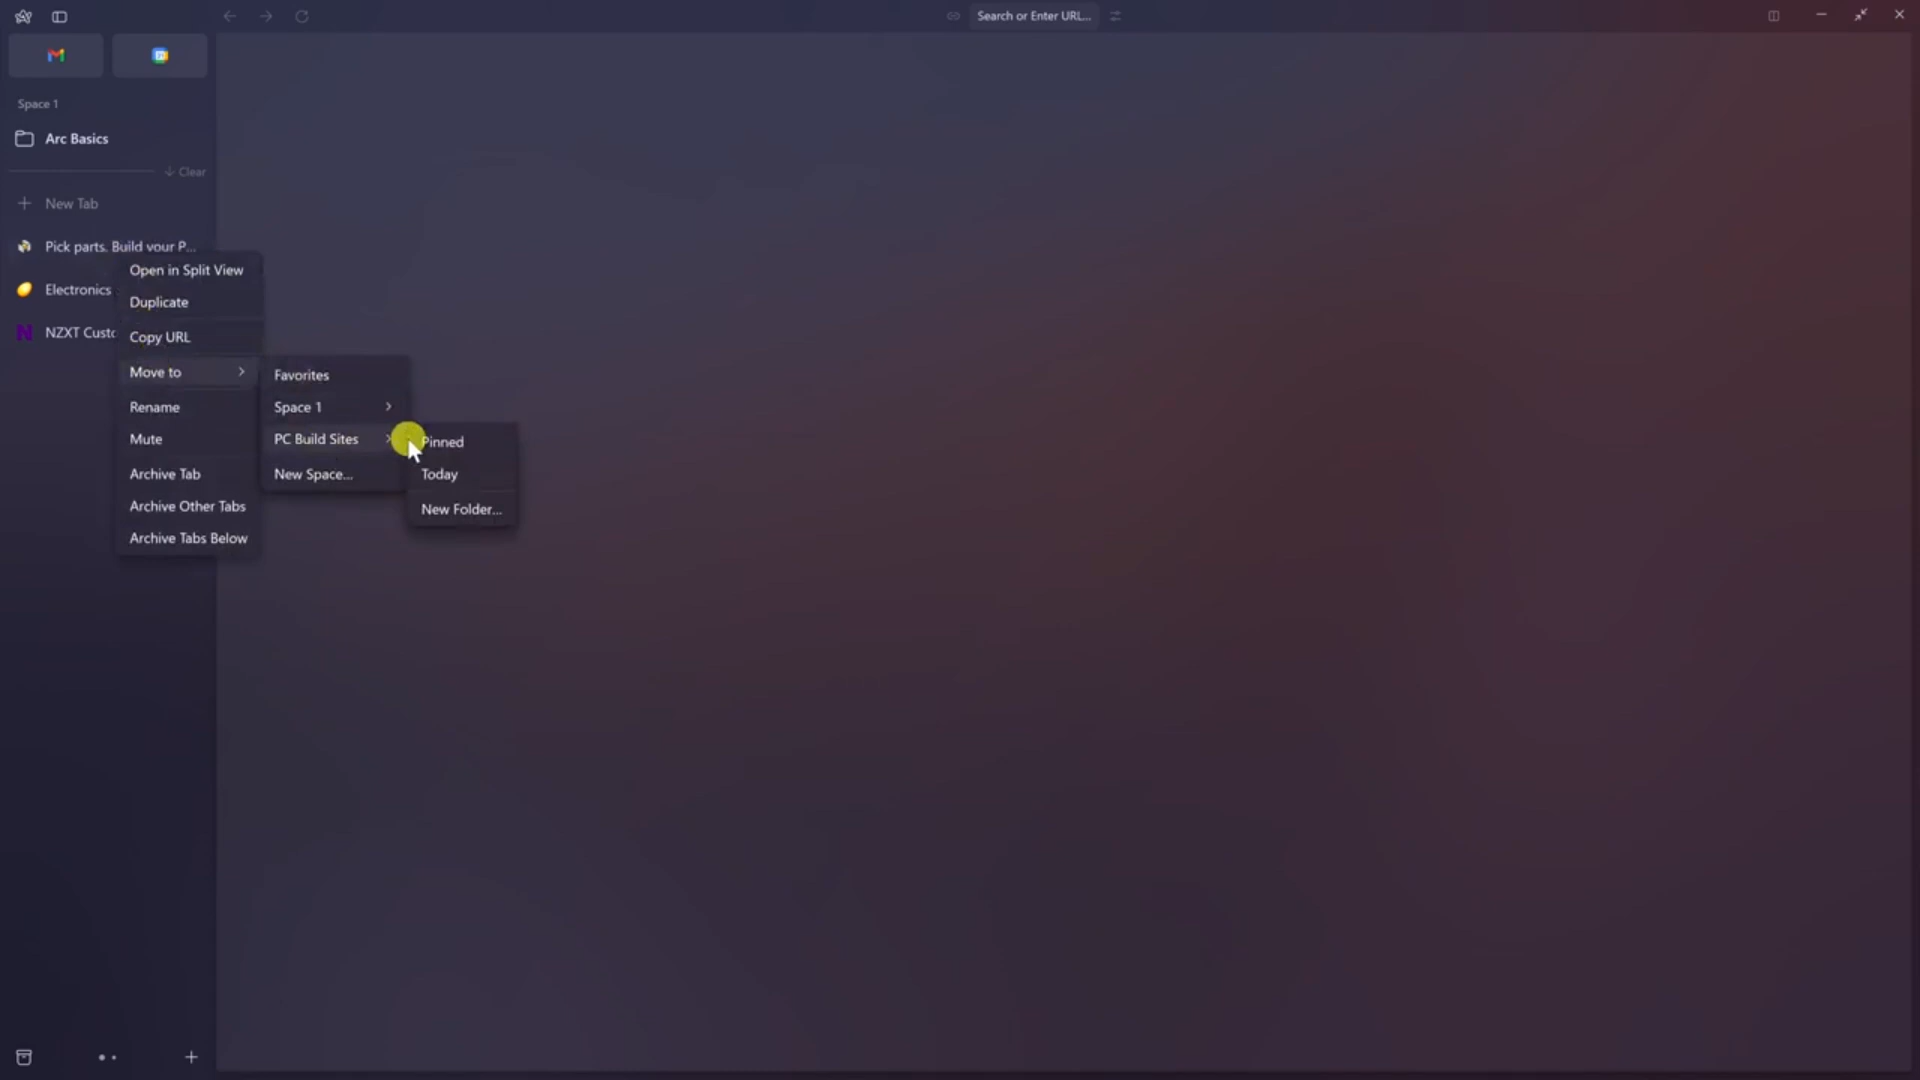 Search or Enter URL...
Space 1
Arc Basics
Clear
New Tab
Pick parts. Build your P...
Electronics
NZXT Custo
Open in Split View
Duplicate
Copy URL
Move to
Rename
Mute
Archive Tab
Archive Other Tabs
Archive Tabs Below
Favorites
Space 1
PC Build Sites
New Space...
Pinned
Today
New Folder...